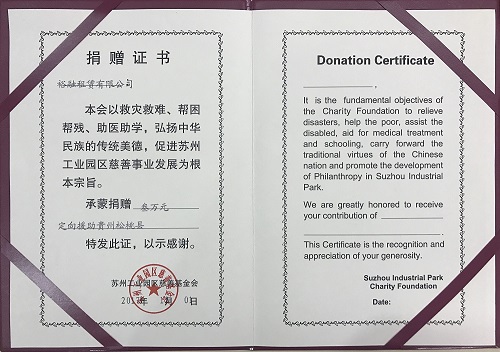 捐赠证书
裕融租赁有限公司
本会以救灾救难、帮困
帮残、助医助学，弘扬中华
民族的传统美德，促进苏州
工业园区慈善事业发展为根
本宗旨。
承蒙捐赠 叁万元
定向援助贵州松桃县
特发此证，以示感谢。
苏州工业园区慈善基金会
年 月 日
Donation Certificate
,
It is the fundamental objectives of
the Charity Foundation to relieve
disasters, help the poor, assist the
disabled, aid for medical treatment
and schooling, carry forward the
traditional virtues of the Chinese
nation and promote the development
of Philanthropy in Suzhou Industrial
Park.
We are greatly honored to receive
your contribution of
.
This Certificate is the recognition and
appreciation of your generosity.
Suzhou Industrial Park
Charity Foundation
Date: